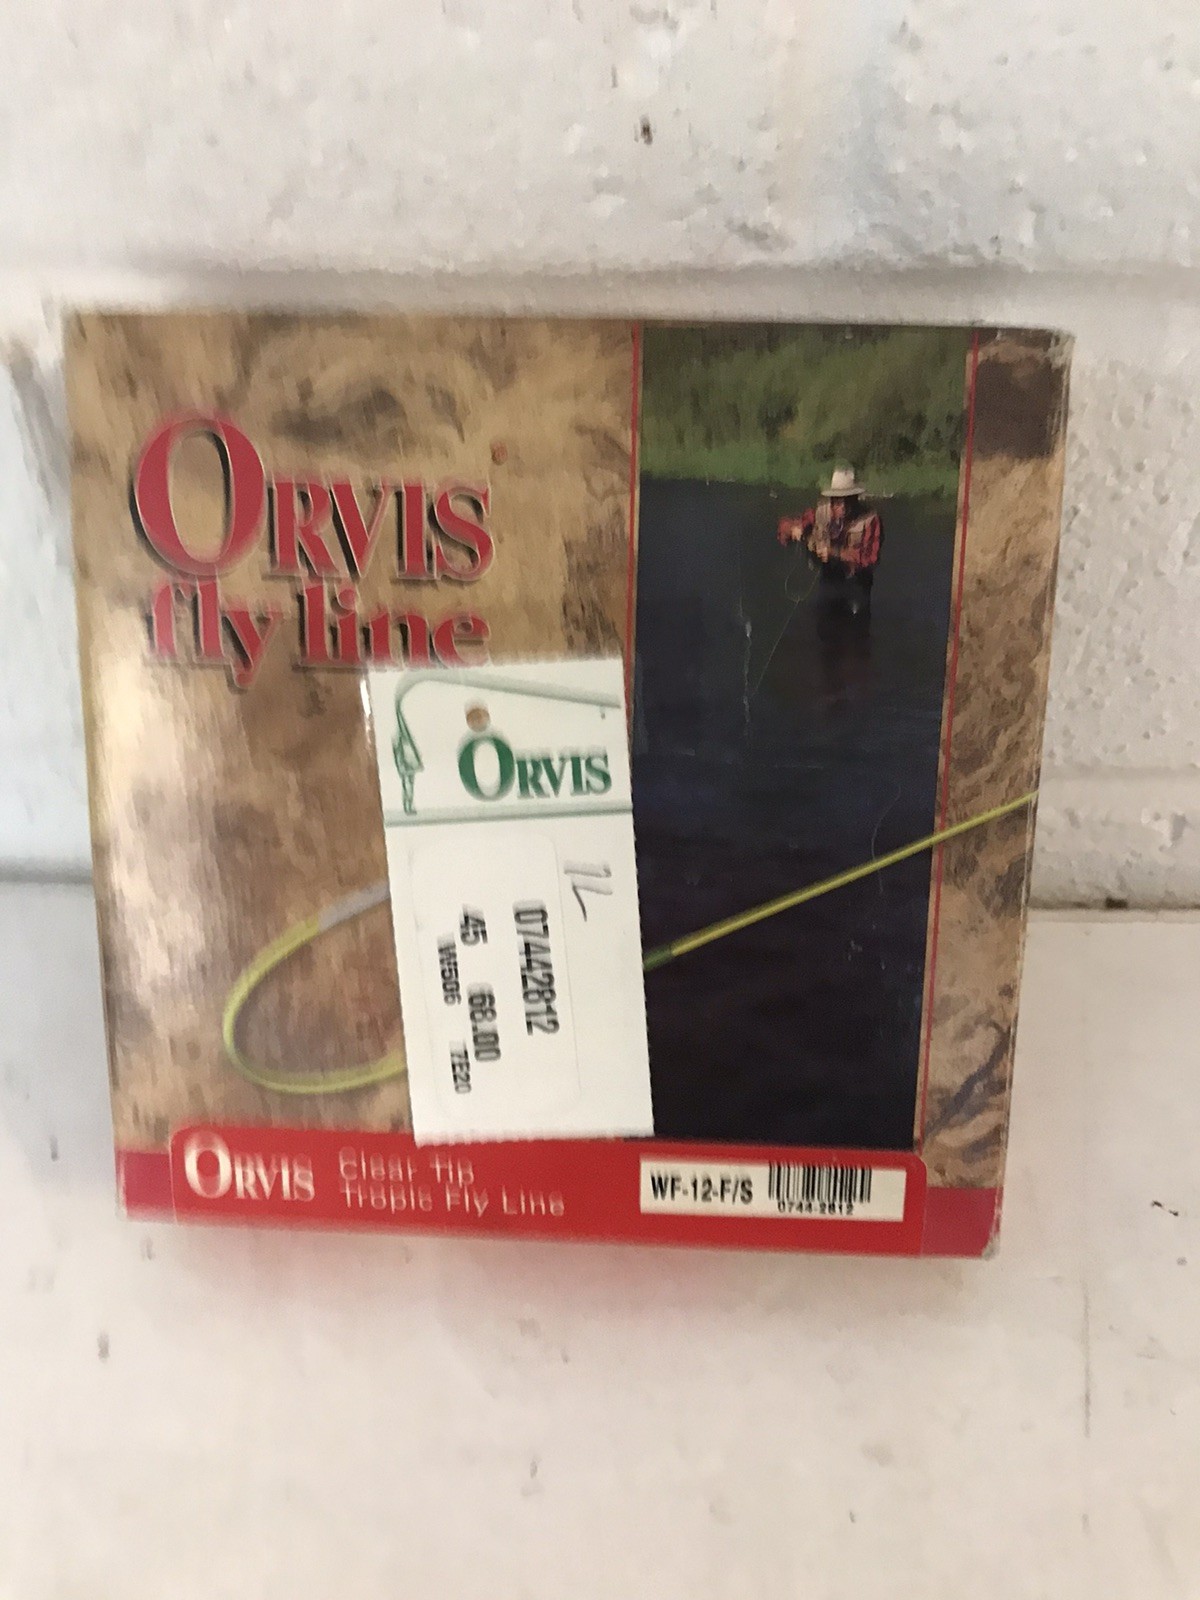 ORVIS
fly line
ORVIS
07442812
45 68.00
W506 7E20
ORVIS
Clear Tip
Tropic Fly Line
WF-12-F/S
0744-2812